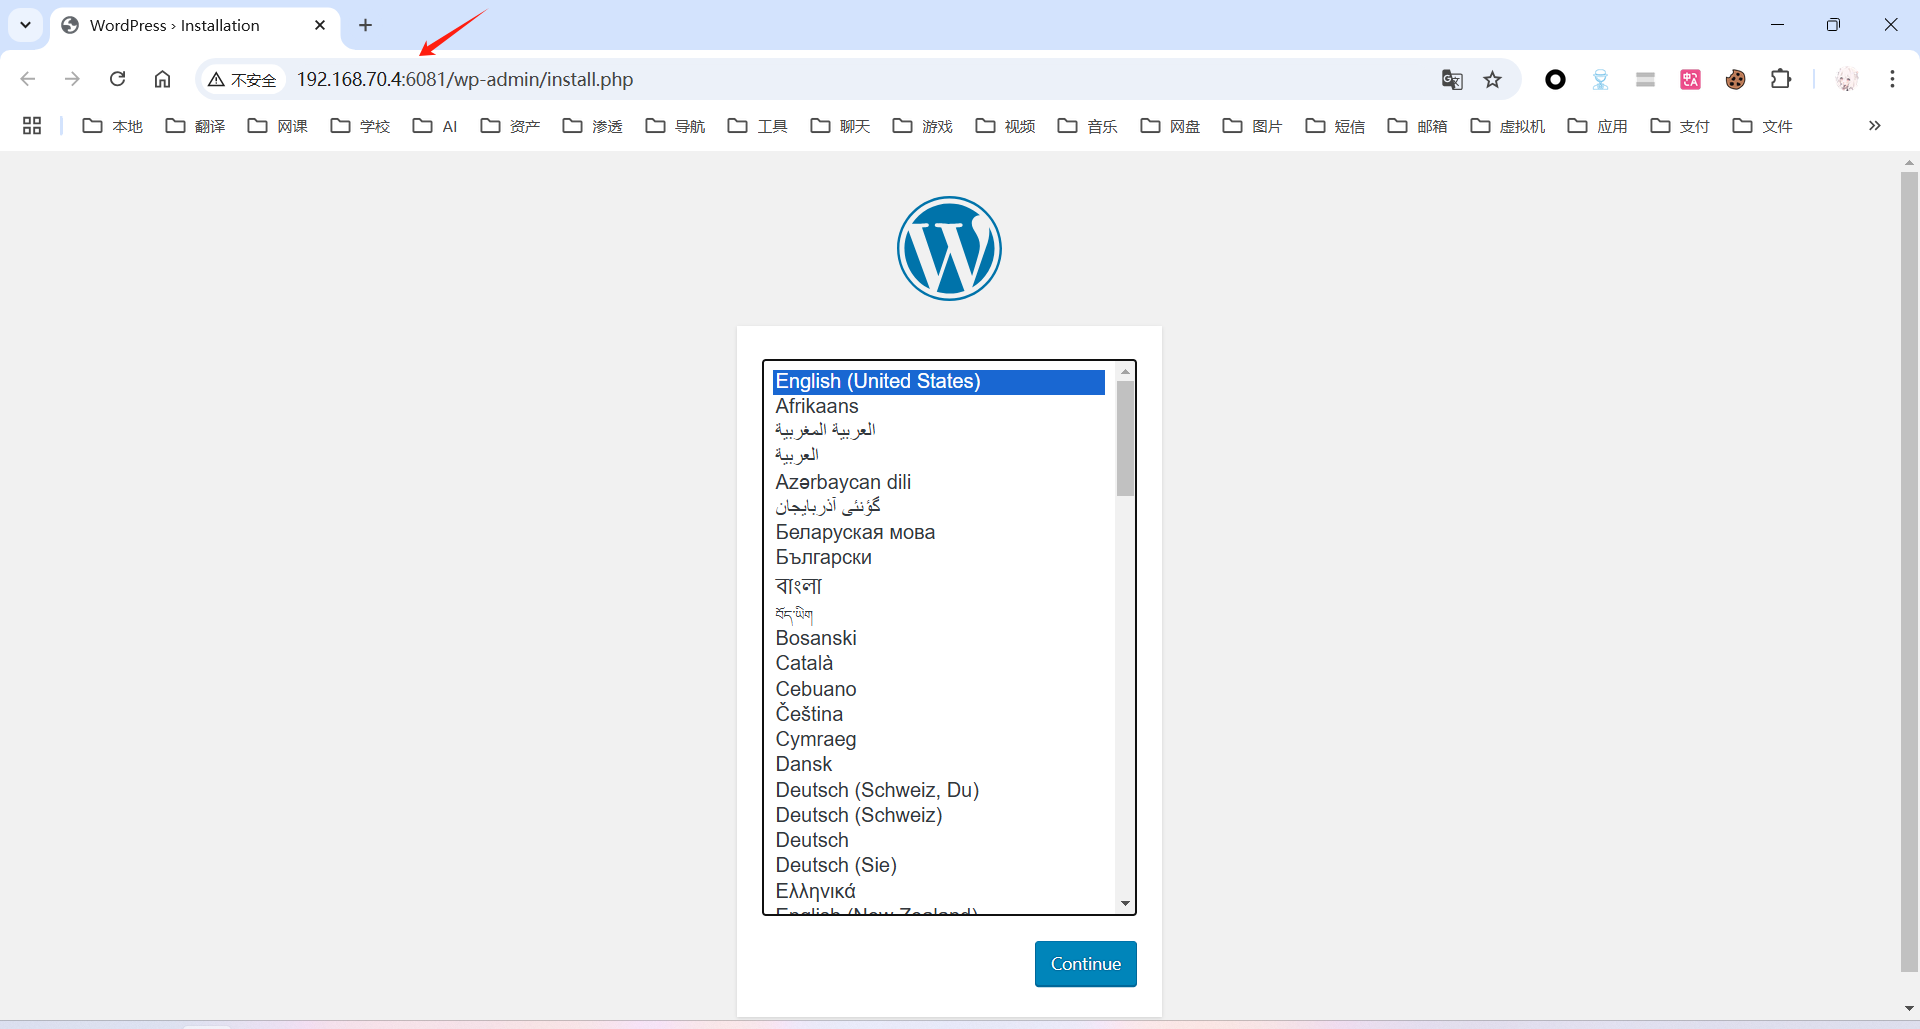 WordPress › Installation
不安全 192.168.70.4:6081/wp-admin/install.php
本地 翻译 网课 学校 AI 资产 渗透 导航 工具 聊天 游戏 视频 音乐 网盘 图片 短信 邮箱 虚拟机 应用 支付 文件
English (United States)
Afrikaans
العربية المغربية
العربية
Azərbaycan dili
گؤنئی آذربایجان
Беларуская мова
Български
বাংলা
བོད་ཡིག
Bosanski
Català
Cebuano
Čeština
Cymraeg
Dansk
Deutsch (Schweiz, Du)
Deutsch (Schweiz)
Deutsch
Deutsch (Sie)
Ελληνικά
English (New Zealand)
Continue